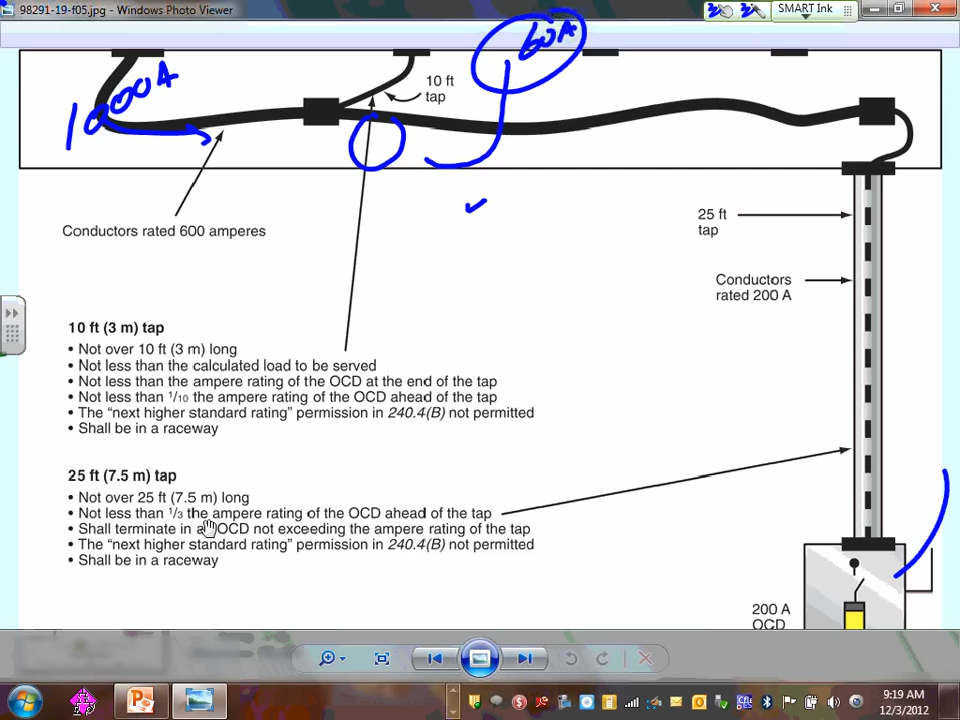 98291-19-f05.jpg - Windows Photo Viewer
SMART Ink
60A
1000A
10 ft
tap
Conductors rated 600 amperes
25 ft
tap
Conductors
rated 200 A
10 ft (3 m) tap
• Not over 10 ft (3 m) long
• Not less than the calculated load to be served
• Not less than the ampere rating of the OCD at the end of the tap
• Not less than 1/10 the ampere rating of the OCD ahead of the tap
• The “next higher standard rating” permission in 240.4(B) not permitted
• Shall be in a raceway
25 ft (7.5 m) tap
• Not over 25 ft (7.5 m) long
• Not less than 1/3 the ampere rating of the OCD ahead of the tap
• Shall terminate in a OCD not exceeding the ampere rating of the tap
• The “next higher standard rating” permission in 240.4(B) not permitted
• Shall be in a raceway
200 A
OCD
9:19 AM
12/3/2012